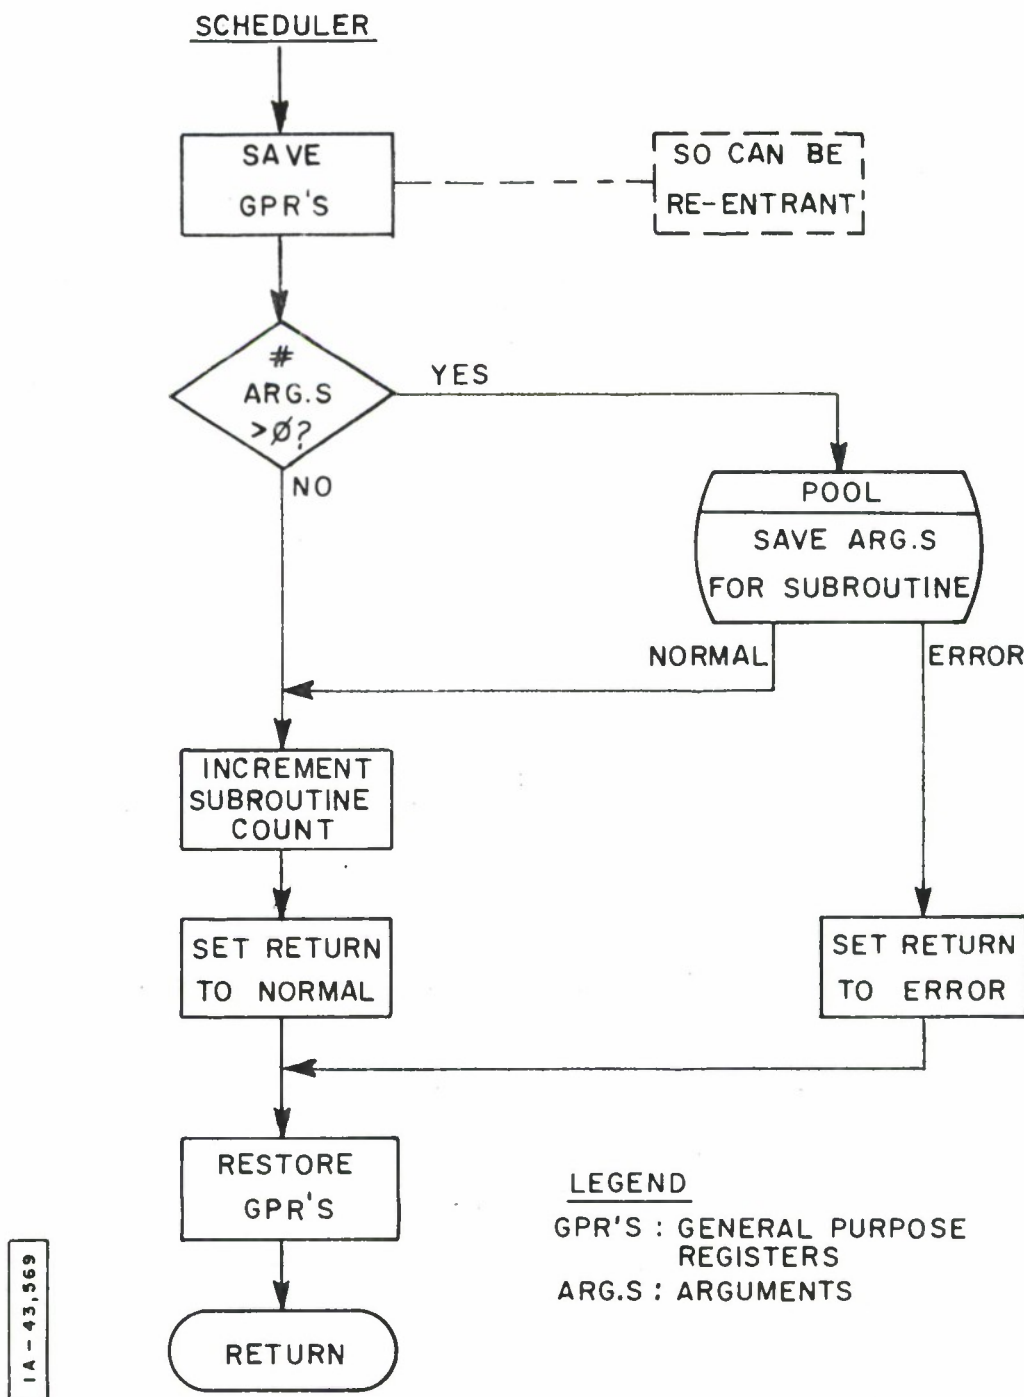 SCHEDULER
SAVE
GPR'S
SO CAN BE
RE-ENTRANT
#
ARG.S
>Ø?
YES
NO
POOL
SAVE ARG.S
FOR SUBROUTINE
NORMAL
ERROR
INCREMENT
SUBROUTINE
COUNT
SET RETURN
TO NORMAL
SET RETURN
TO ERROR
RESTORE
GPR'S
RETURN
LEGEND
GPR'S : GENERAL PURPOSE
REGISTERS
ARG.S : ARGUMENTS
IA-43,569